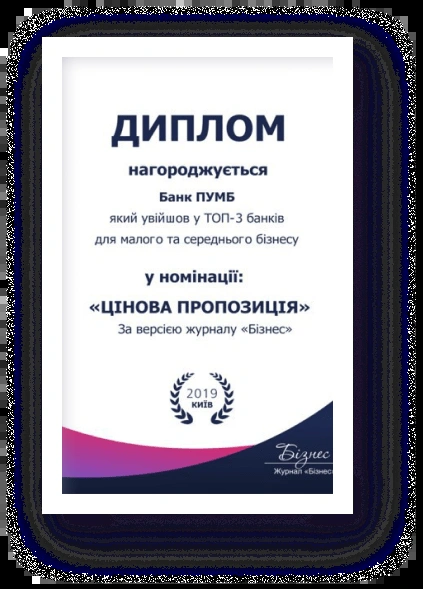 ДИПЛОМ
нагороджується
Банк ПУМБ
який увійшов у ТОП-3 банків
для малого та середнього бізнесу
у номінації:
«ЦІНОВА ПРОПОЗИЦІЯ»
За версією журналу «Бізнес»
2019
КИЇВ
Бізнес
Журнал «Бізнес